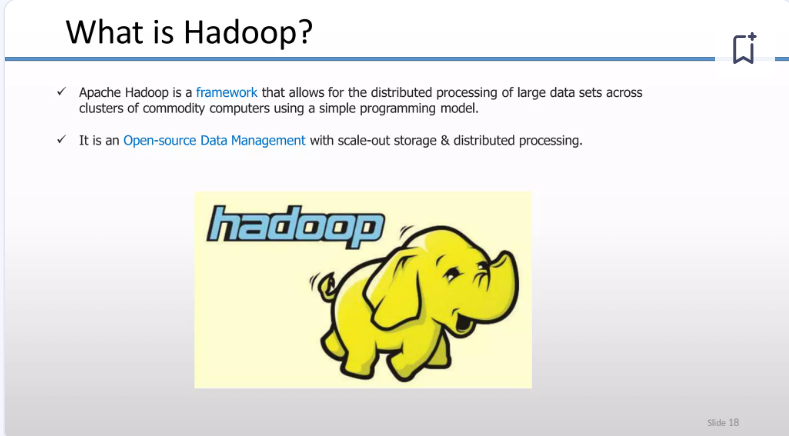 What is Hadoop?
✓ Apache Hadoop is a framework that allows for the distributed processing of large data sets across
clusters of commodity computers using a simple programming model.
✓ It is an Open-source Data Management with scale-out storage & distributed processing.
hadoop
Slide 18